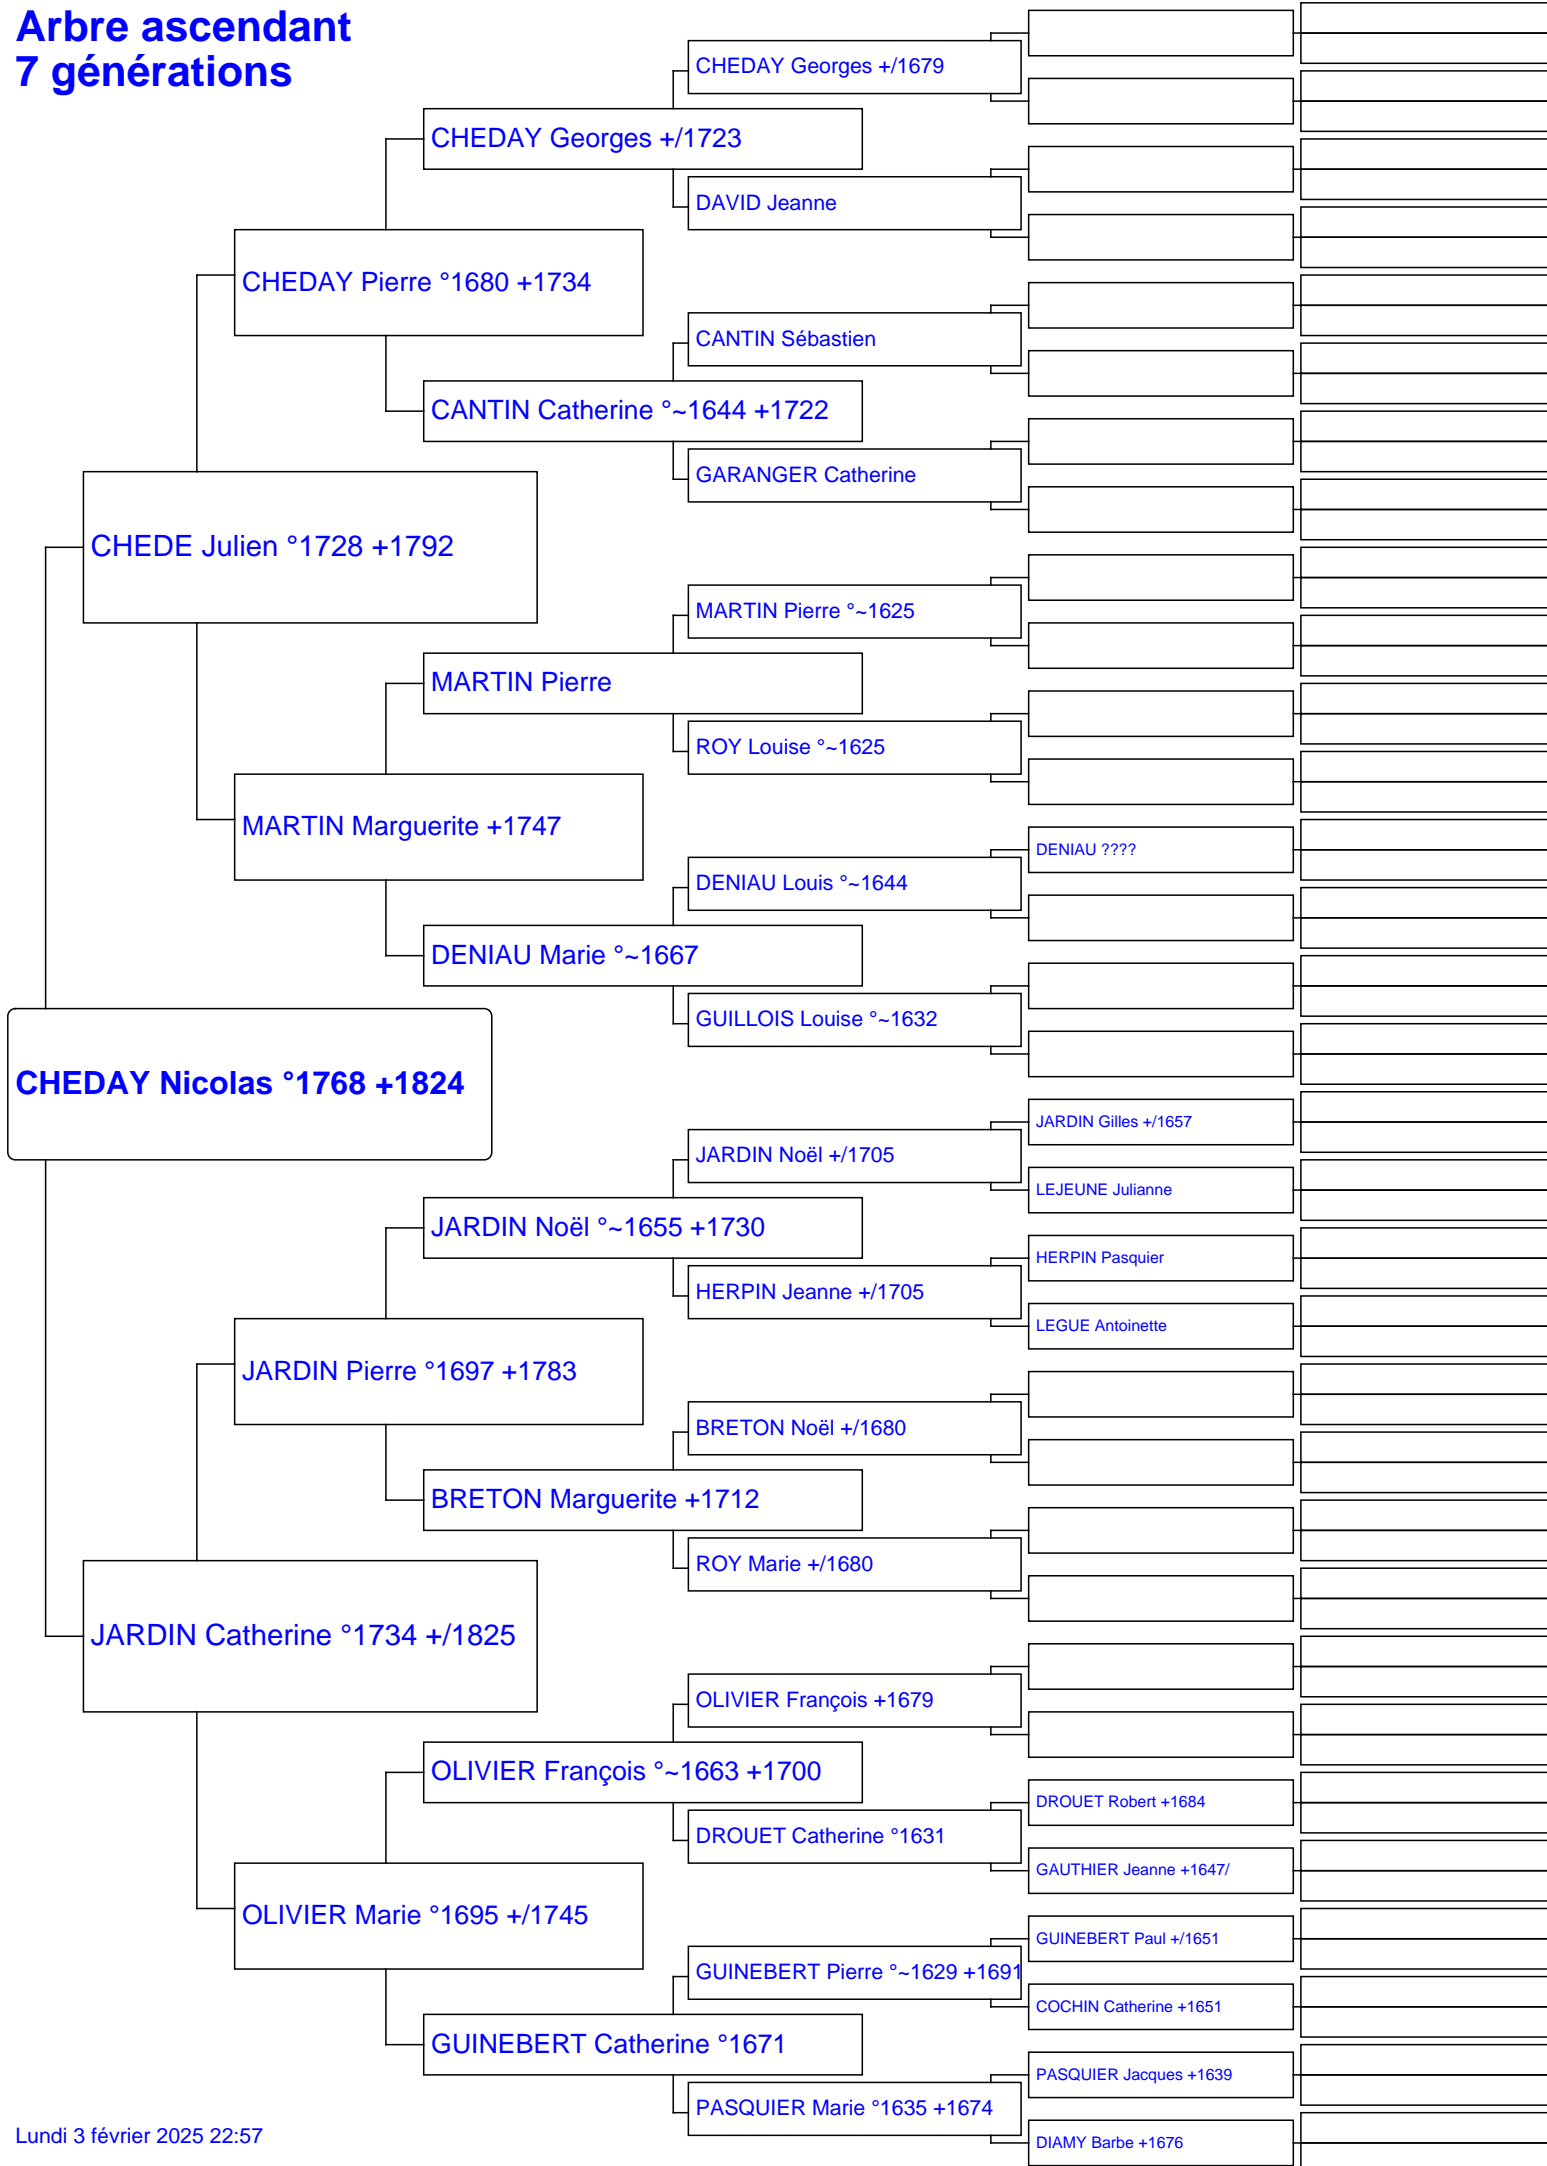 Arbre ascendant
7 générations
CHEDAY Georges +/1679
CHEDAY Georges +/1723
DAVID Jeanne
CHEDAY Pierre °1680 +1734
CANTIN Sébastien
CANTIN Catherine °~1644 +1722
GARANGER Catherine
CHEDE Julien °1728 +1792
MARTIN Pierre °~1625
MARTIN Pierre
ROY Louise °~1625
MARTIN Marguerite +1747
DENIAU ????
DENIAU Louis °~1644
DENIAU Marie °~1667
GUILLOIS Louise °~1632
CHEDAY Nicolas °1768 +1824
JARDIN Gilles +/1657
JARDIN Noël +/1705
LEJEUNE Julianne
JARDIN Noël °~1655 +1730
HERPIN Pasquier
HERPIN Jeanne +/1705
LEGUE Antoinette
JARDIN Pierre °1697 +1783
BRETON Noël +/1680
BRETON Marguerite +1712
ROY Marie +/1680
JARDIN Catherine °1734 +/1825
OLIVIER François +1679
OLIVIER François °~1663 +1700
DROUET Robert +1684
DROUET Catherine °1631
GAUTHIER Jeanne +1647/
OLIVIER Marie °1695 +/1745
GUINEBERT Paul +/1651
GUINEBERT Pierre °~1629 +1691
COCHIN Catherine +1651
GUINEBERT Catherine °1671
PASQUIER Jacques +1639
PASQUIER Marie °1635 +1674
DIAMY Barbe +1676
Lundi 3 février 2025 22:57